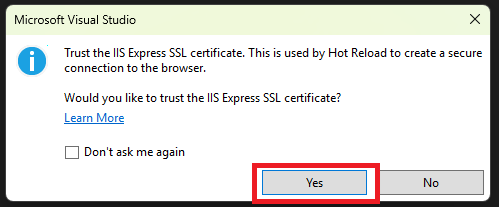 Microsoft Visual Studio
Trust the IIS Express SSL certificate. This is used by Hot Reload to create a secure
connection to the browser.
Would you like to trust the IIS Express SSL certificate?
Learn More
Don't ask me again
Yes No